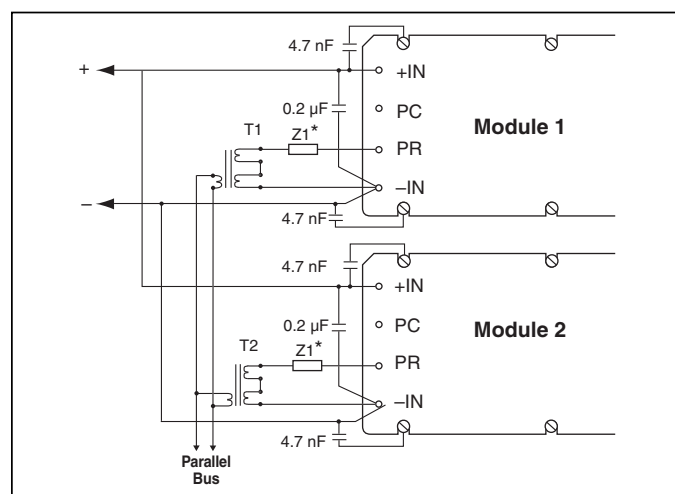 4.7 nF
+
+IN
0.2 µF
PC
T1
Z1*
Module 1
PR
–IN
–
4.7 nF
4.7 nF
+IN
0.2 µF
PC
Module 2
T2
Z1*
PR
–IN
4.7 nF
Parallel
Bus